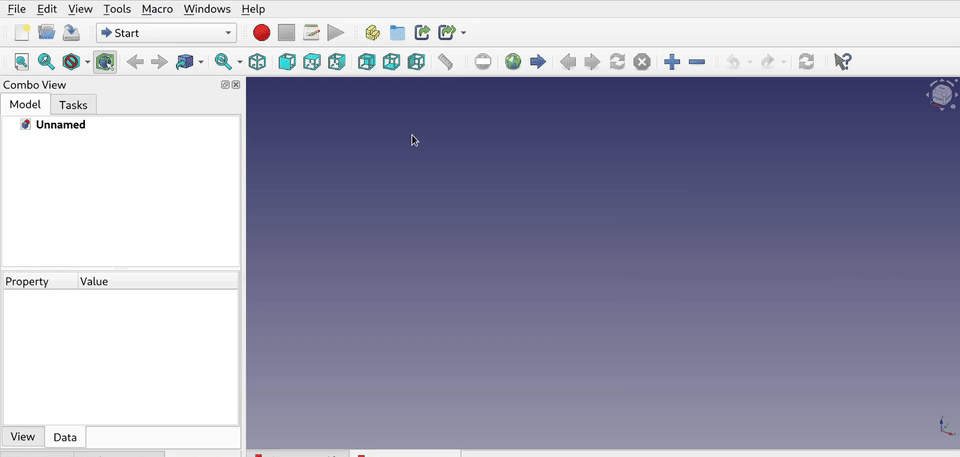 File Edit View Tools Macro Windows Help
Start
Combo View
Model Tasks
Unnamed
Property Value
View Data